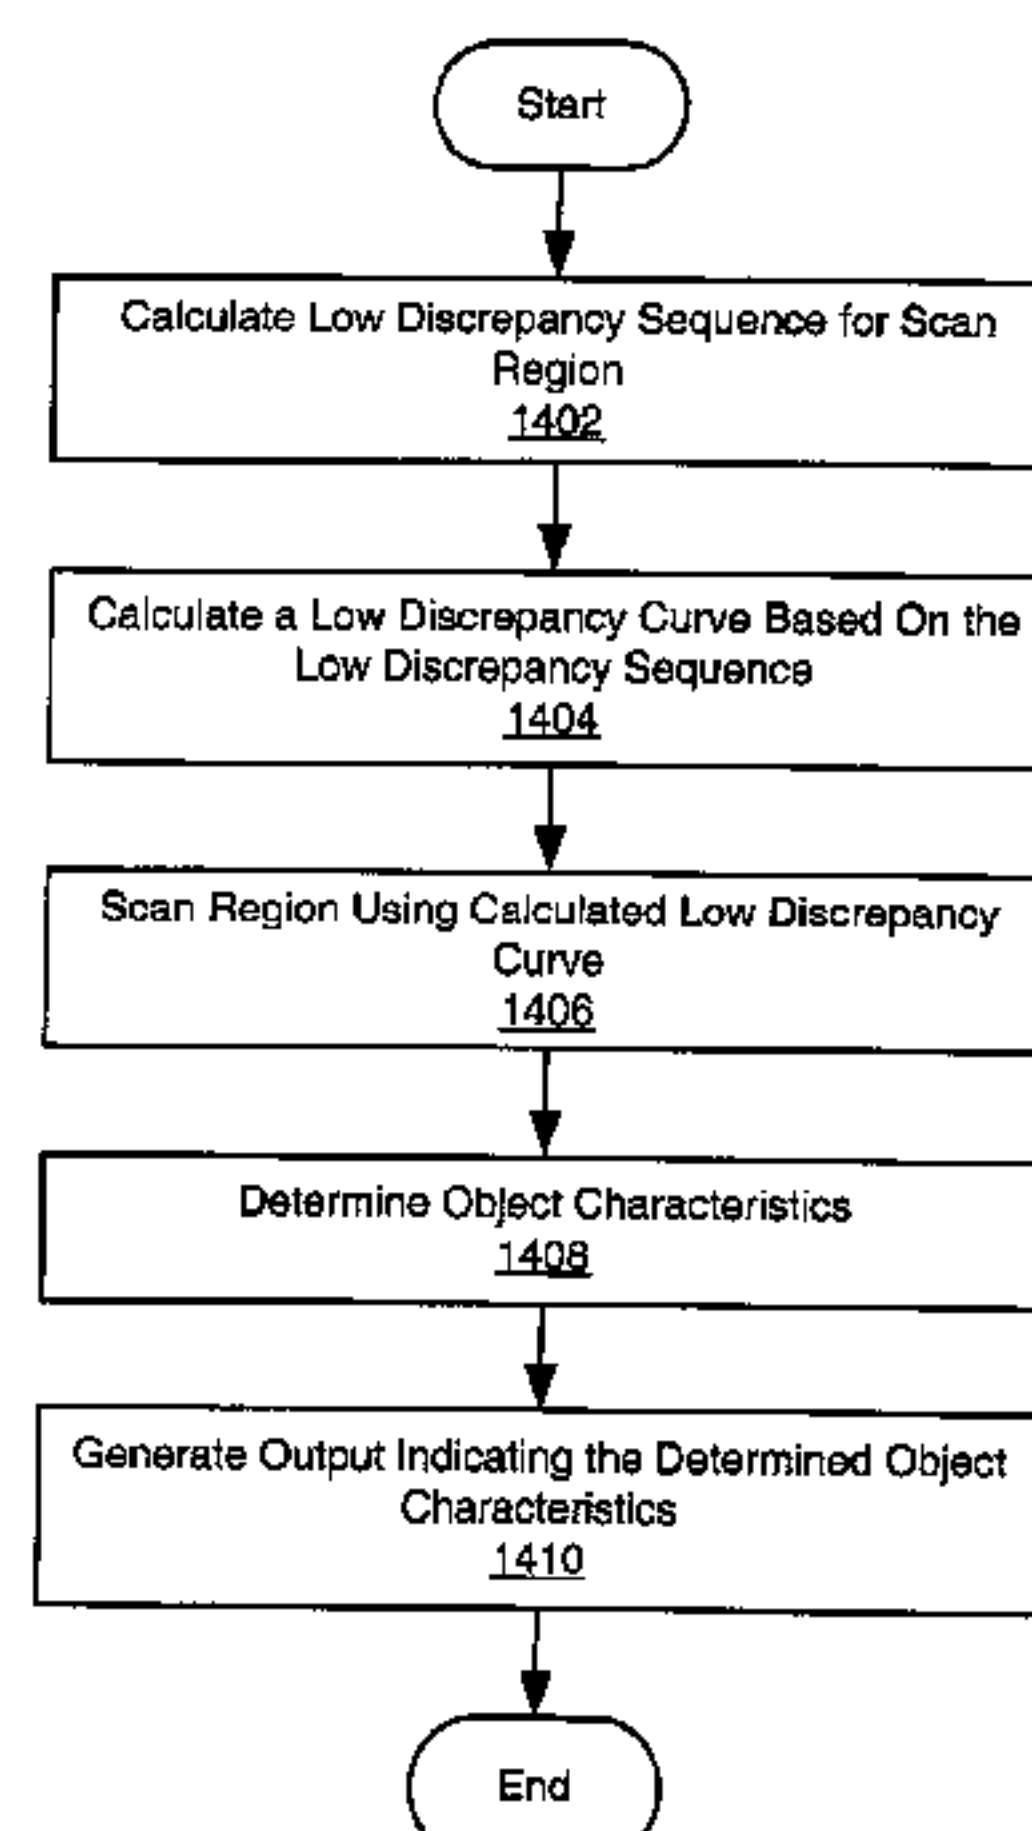 Start
Calculate Low Discrepancy Sequence for Scan
Region
1402
Calculate a Low Discrepancy Curve Based On the
Low Discrepancy Sequence
1404
Scan Region Using Calculated Low Discrepancy
Curve
1406
Determine Object Characteristics
1408
Generate Output Indicating the Determined Object
Characteristics
1410
End